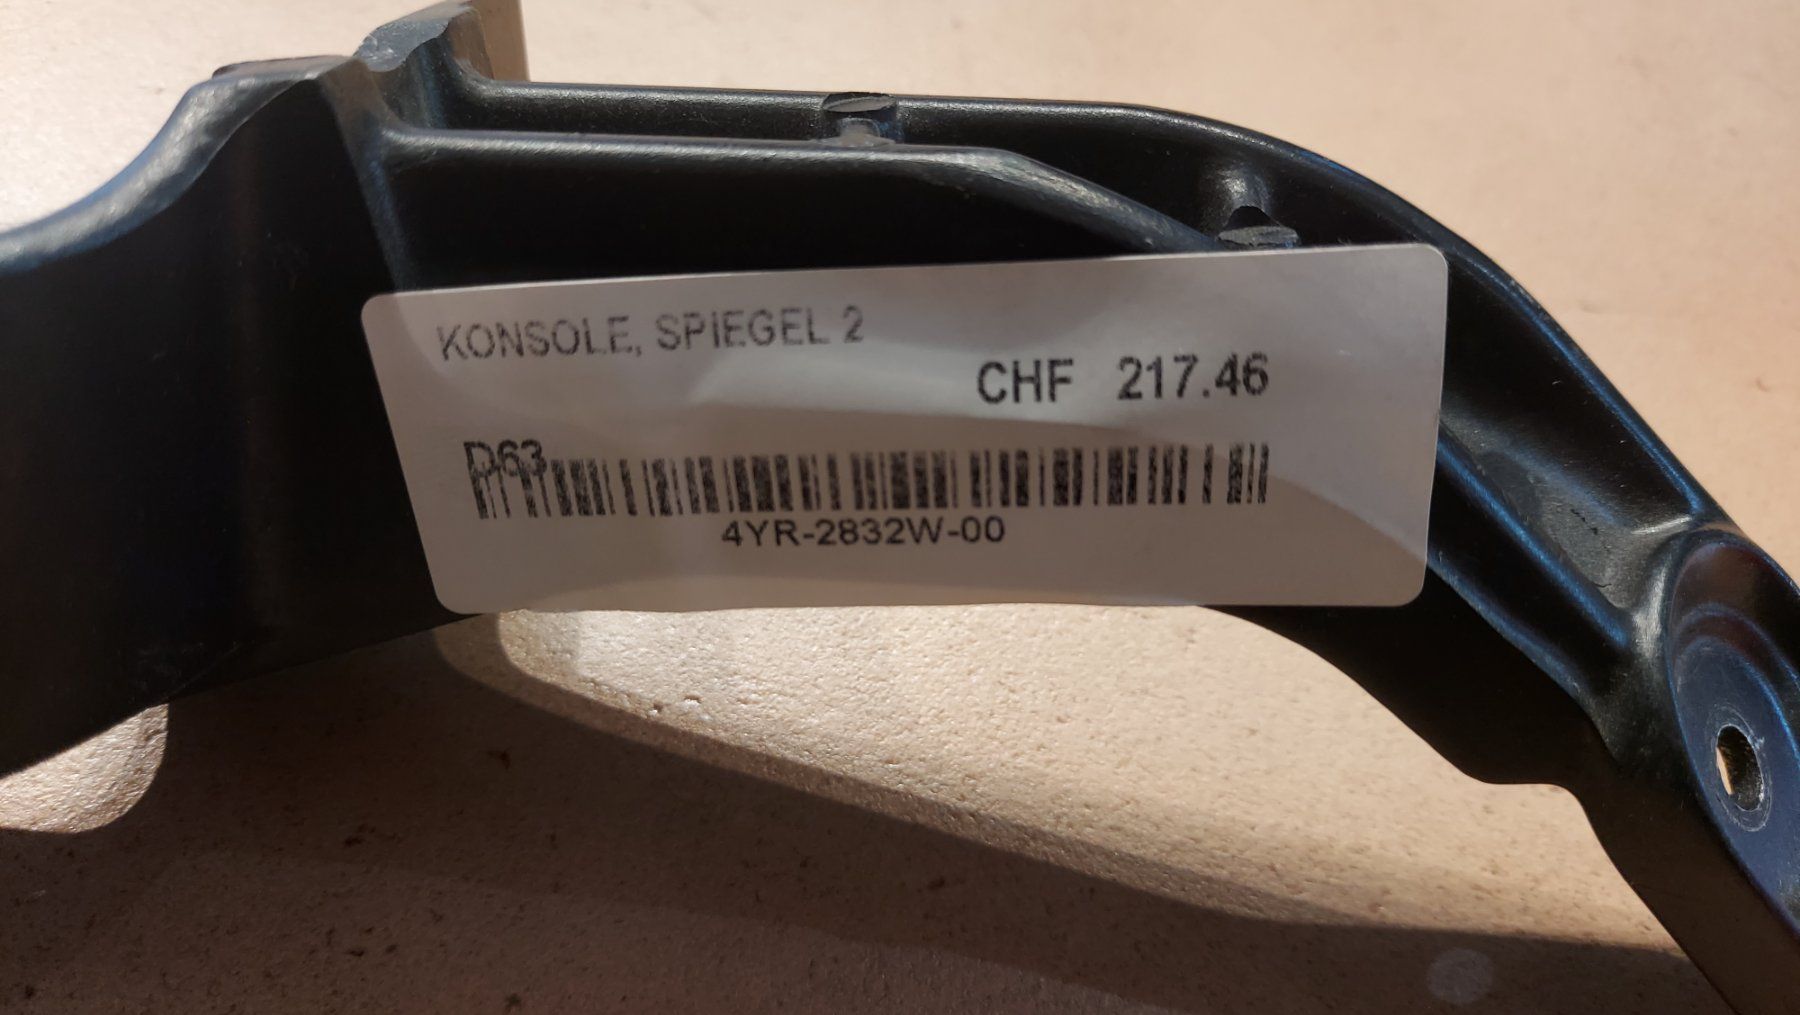 KONSOLE, SPIEGEL 2
CHF 217.46
D63
4YR-2832W-00